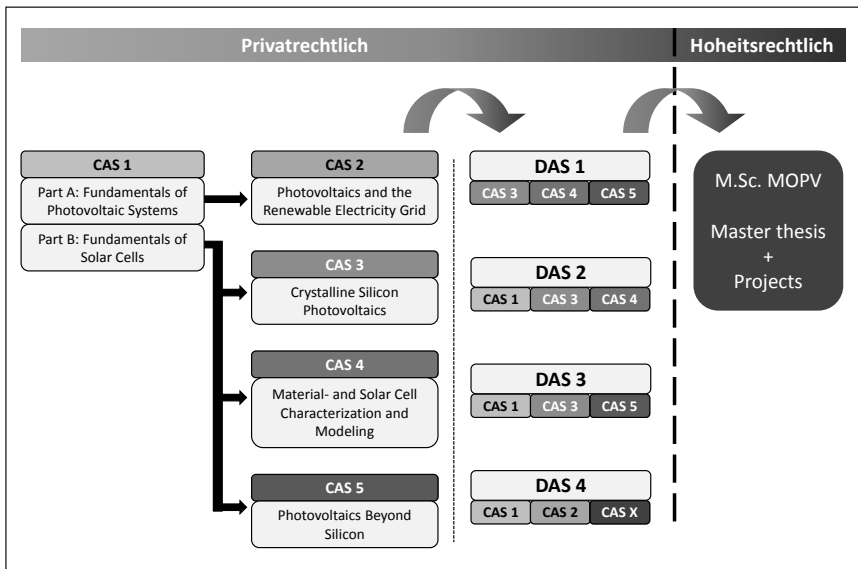 Privatrechtlich
Hoheitsrechtlich
CAS 1
Part A: Fundamentals of
Photovoltaic Systems
Part B: Fundamentals of
Solar Cells
CAS 2
Photovoltaics and the
Renewable Electricity Grid
CAS 3
Crystalline Silicon
Photovoltaics
CAS 4
Material- and Solar Cell
Characterization and
Modeling
CAS 5
Photovoltaics Beyond
Silicon
DAS 1
CAS 3 CAS 4 CAS 5
DAS 2
CAS 1 CAS 3 CAS 4
DAS 3
CAS 1 CAS 3 CAS 5
DAS 4
CAS 1 CAS 2 CAS X
M.Sc. MOPV
Master thesis
+
Projects